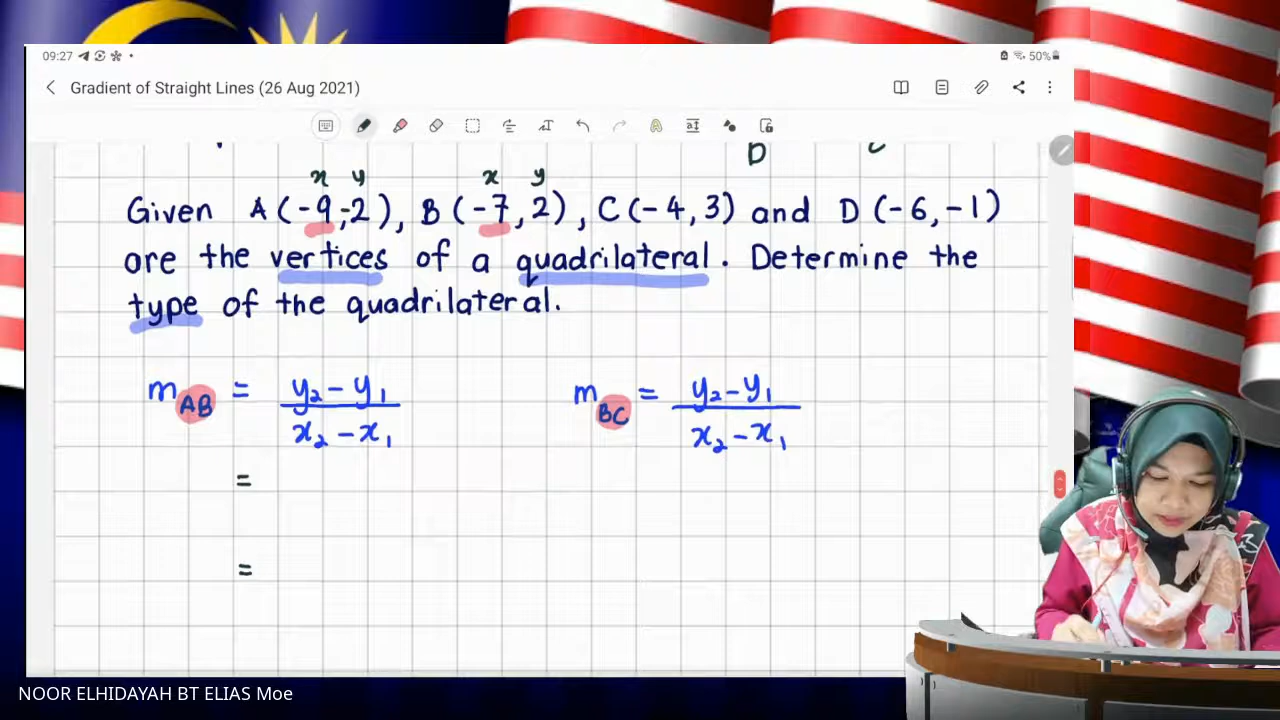 09:27
50%
Gradient of Straight Lines (26 Aug 2021)
D
x y x y
Given A(-9,-2), B(-7,2), C(-4,3) and D(-6,-1)
are the vertices of a quadrilateral. Determine the
type of the quadrilateral.
m_AB = y₂-y₁ / x₂-x₁
m_BC = y₂-y₁ / x₂-x₁
=
=
NOOR ELHIDAYAH BT ELIAS Moe